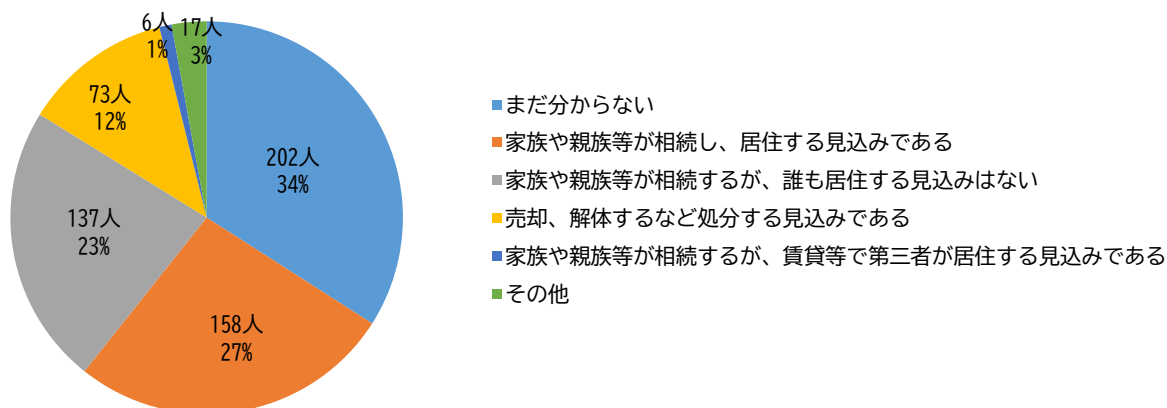 6人
1%
17人
3%
73人
12%
202人
34%
137人
23%
158人
27%
まだ分からない
家族や親族等が相続し、居住する見込みである
家族や親族等が相続するが、誰も居住する見込みはない
売却、解体するなど処分する見込みである
家族や親族等が相続するが、賃貸等で第三者が居住する見込みである
その他